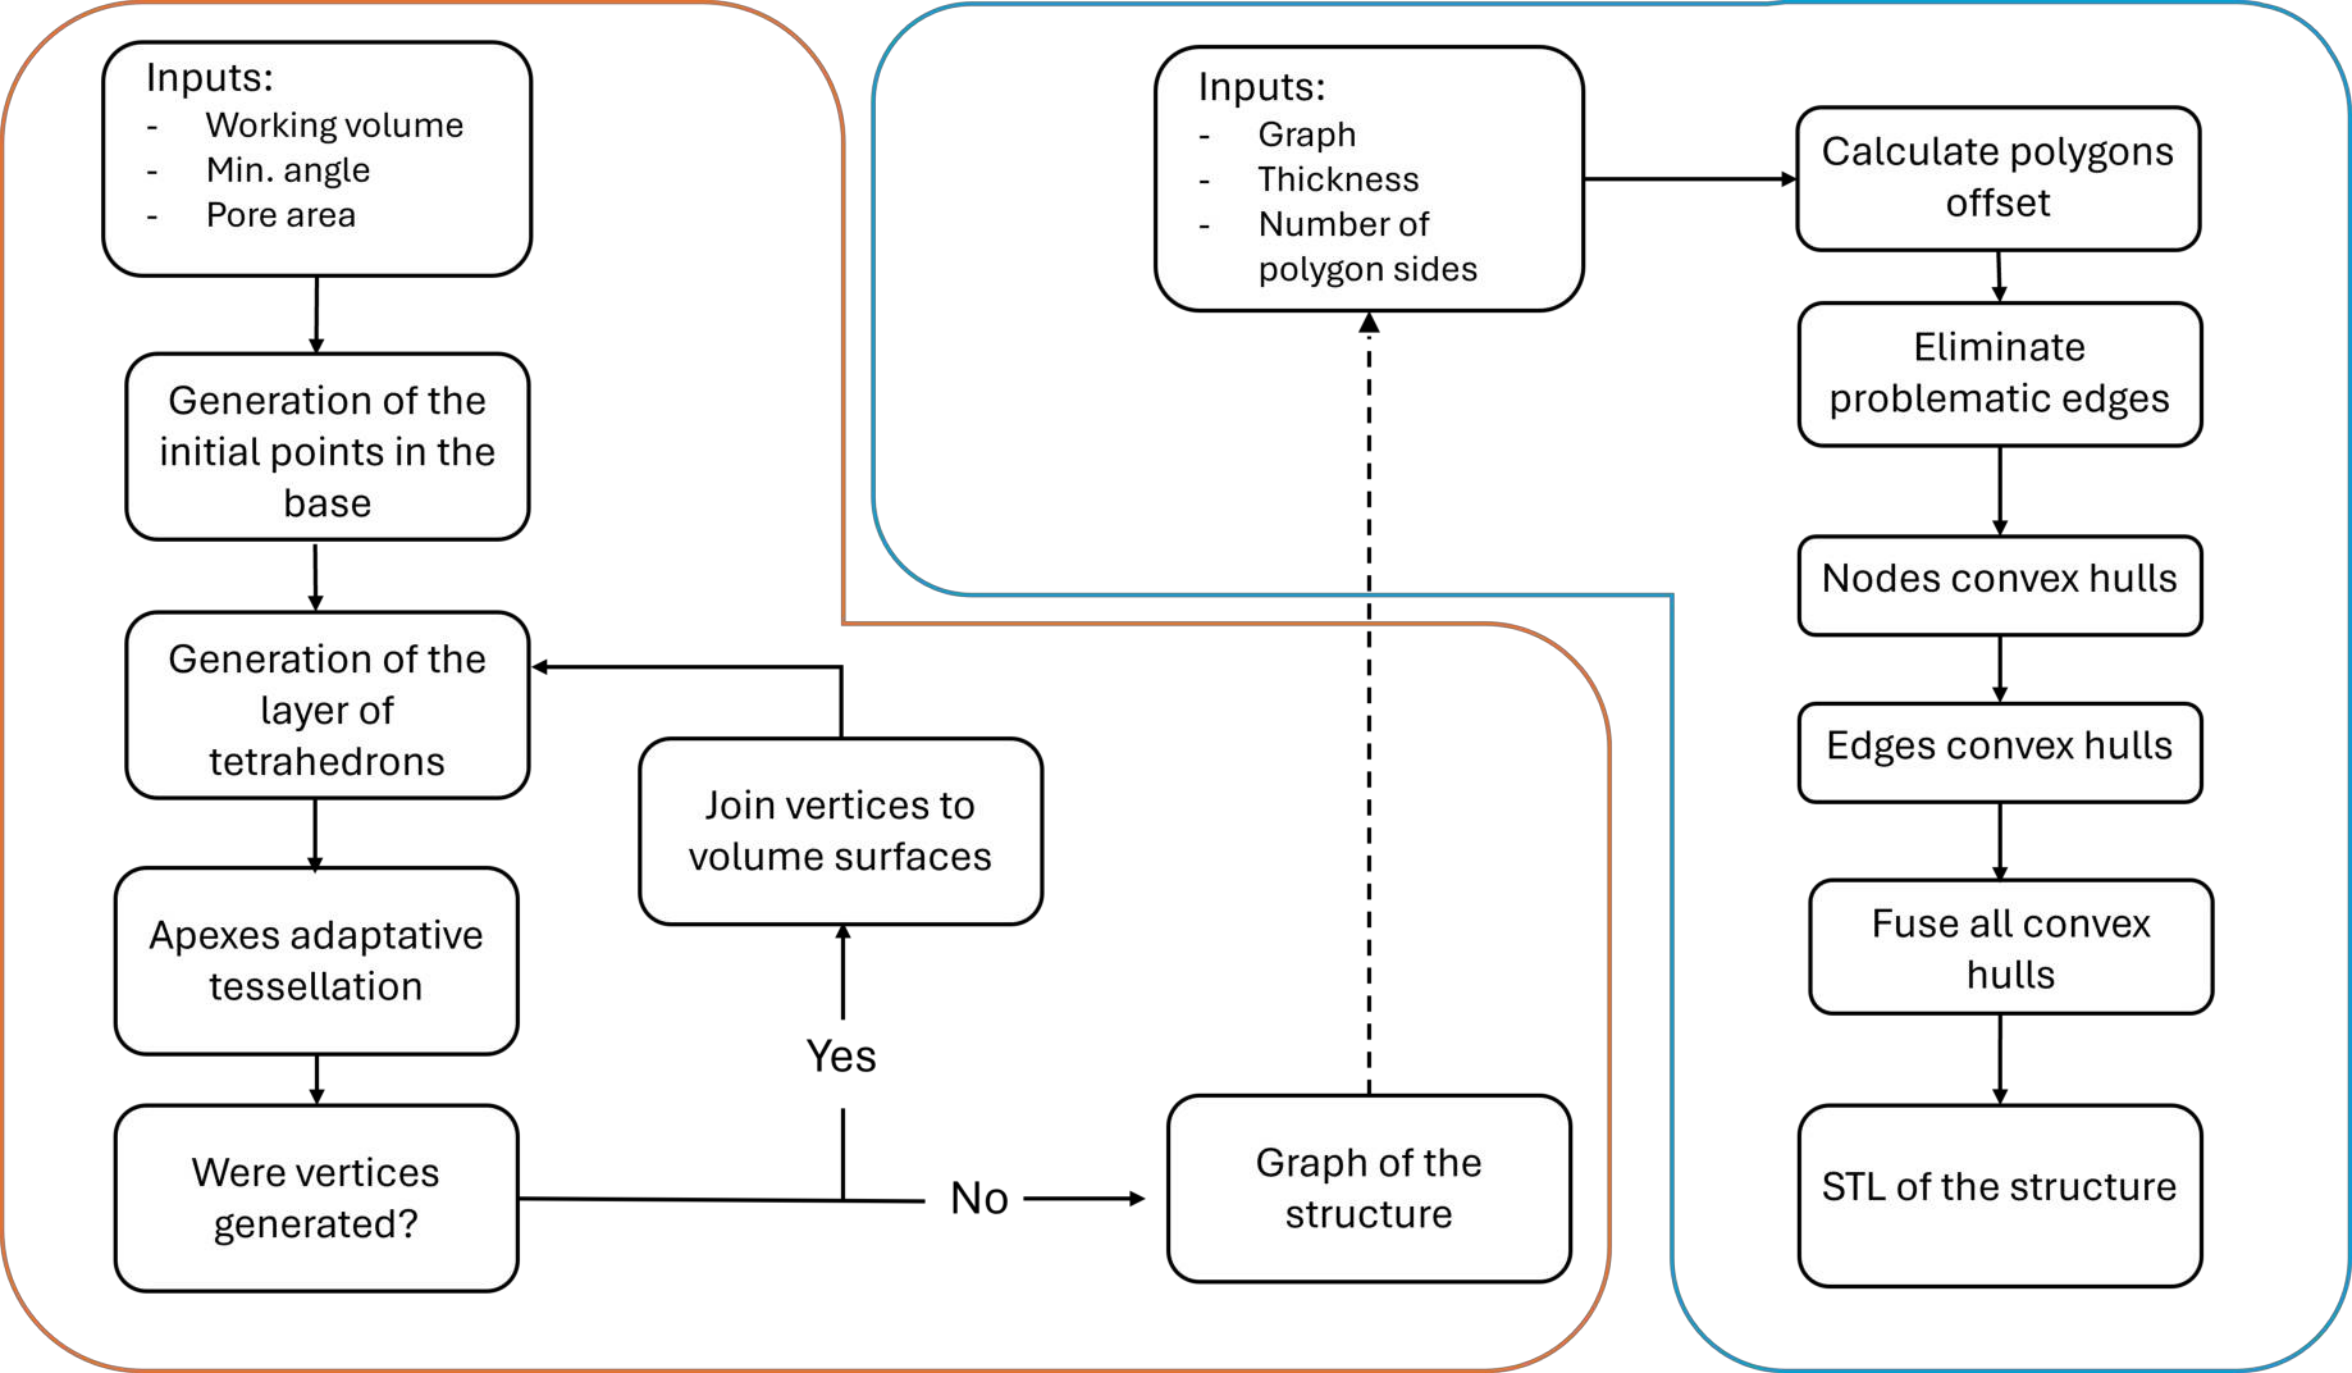 Inputs:
- Working volume
- Min. angle
- Pore area
Generation of the
initial points in the
base
Generation of the
layer of
tetrahedrons
Apexes adaptative
tessellation
Were vertices
generated?
Join vertices to
volume surfaces
Yes
No
Graph of the
structure
Inputs:
- Graph
- Thickness
- Number of
polygon sides
Calculate polygons
offset
Eliminate
problematic edges
Nodes convex hulls
Edges convex hulls
Fuse all convex
hulls
STL of the structure